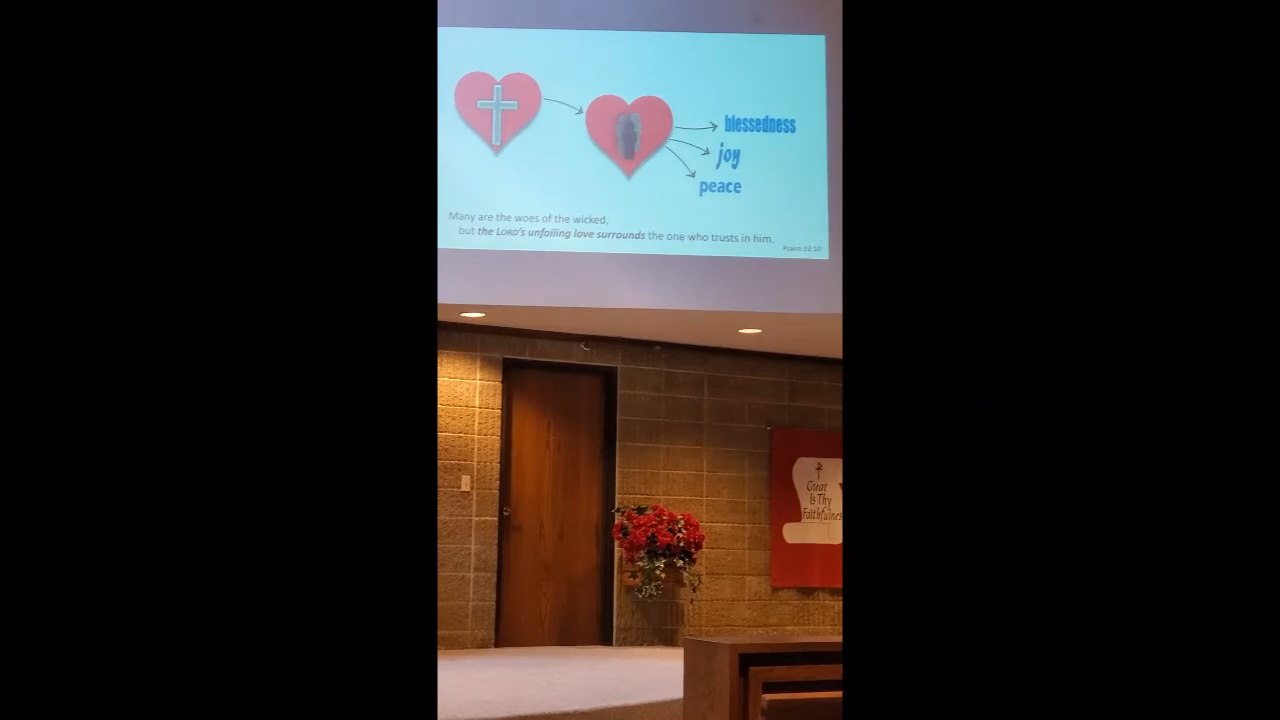 blessedness
joy
peace
Many are the woes of the wicked,
but the LORD's unfailing love surrounds the one who trusts in him.
Psalm 32:10
Great
Is Thy
Faithfulnes